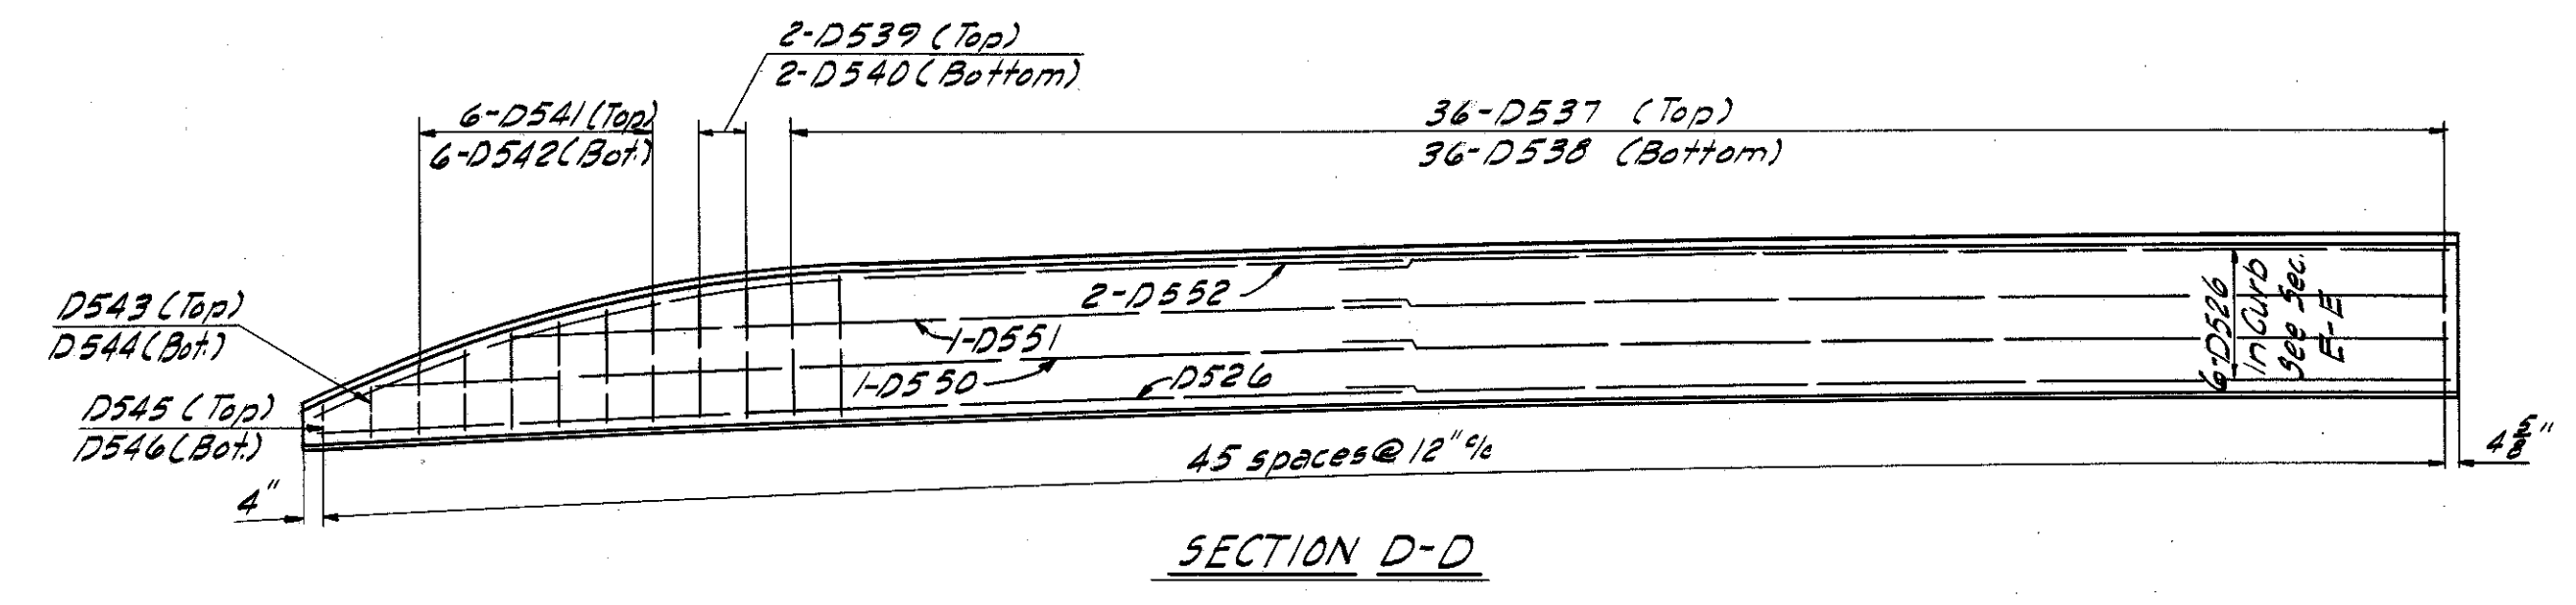 2-D539 (Top)
2-D540 (Bottom)
6-D541 (Top)
6-D542 (Bot.)
36-D537 (Top)
36-D538 (Bottom)
D543 (Top)
D544 (Bot.)
D545 (Top)
D546 (Bot.)
2-D552
1-D551
1-D550
D526
6-D526
In Curb
See Sec.
E-E
45 spaces @ 12" c/c
4"
4 5/8"
SECTION D-D